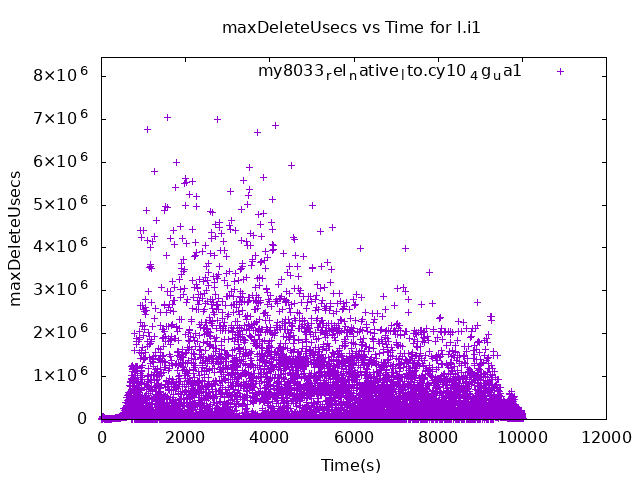 maxDeleteUsecs vs Time for l.i1
my8033_rel_native_lto.cy10_4g_ua1
maxDeleteUsecs
8×10^6
7×10^6
6×10^6
5×10^6
4×10^6
3×10^6
2×10^6
1×10^6
0
0 2000 4000 6000 8000 10000 12000
Time(s)